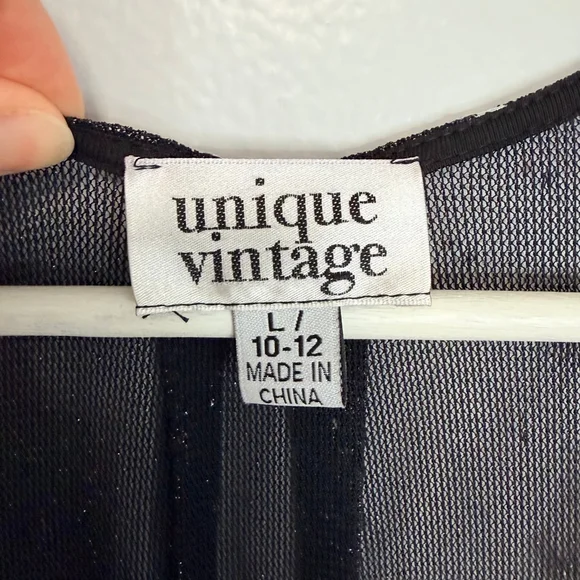 unique
vintage
L /
10-12
MADE IN
CHINA